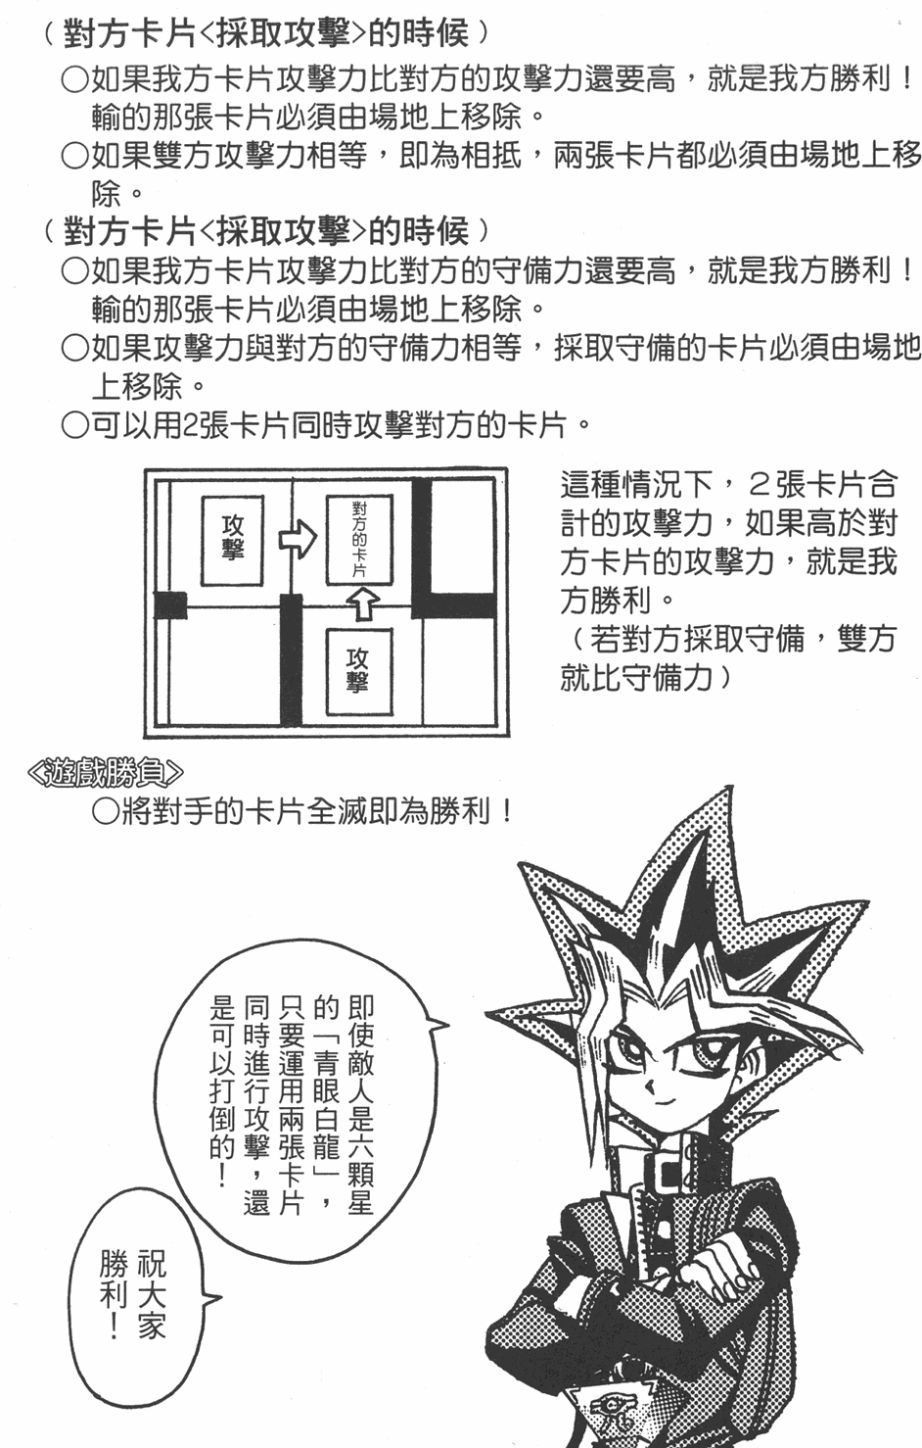 （對方卡片<採取攻擊>的時候）
○如果我方卡片攻擊力比對方的攻擊力還要高，就是我方勝利！
輸的那張卡片必須由場地上移除。
○如果雙方攻擊力相等，即為相抵，兩張卡片都必須由場地上移
除。
（對方卡片<採取攻擊>的時候）
○如果我方卡片攻擊力比對方的守備力還要高，就是我方勝利！
輸的那張卡片必須由場地上移除。
○如果攻擊力與對方的守備力相等，採取守備的卡片必須由場地
上移除。
○可以用2張卡片同時攻擊對方的卡片。
攻擊
對方的卡片
攻擊
這種情況下，２張卡片合
計的攻擊力，如果高於對
方卡片的攻擊力，就是我
方勝利。
（若對方採取守備，雙方
就比守備力）
<遊戲勝負>
○將對手的卡片全滅即為勝利！
即使敵人是六顆星
的「青眼白龍」，
只要運用兩張卡片
同時進行攻擊，還
是可以打倒的！
祝大家
勝利！